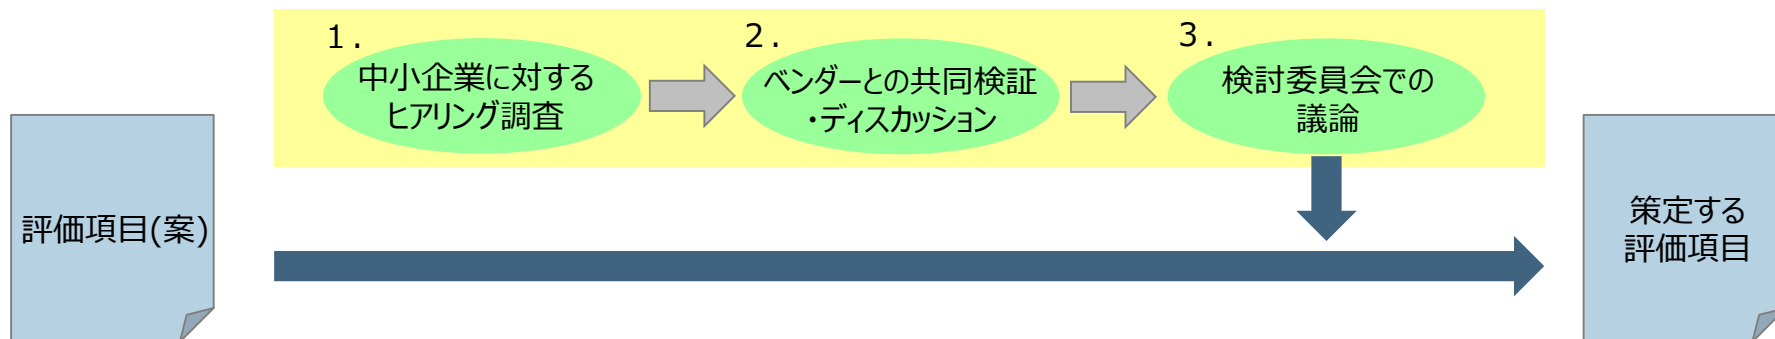 1.
中小企業に対する
ヒアリング調査
2.
ベンダーとの共同検証
・ディスカッション
3.
検討委員会での
議論
評価項目(案)
策定する
評価項目